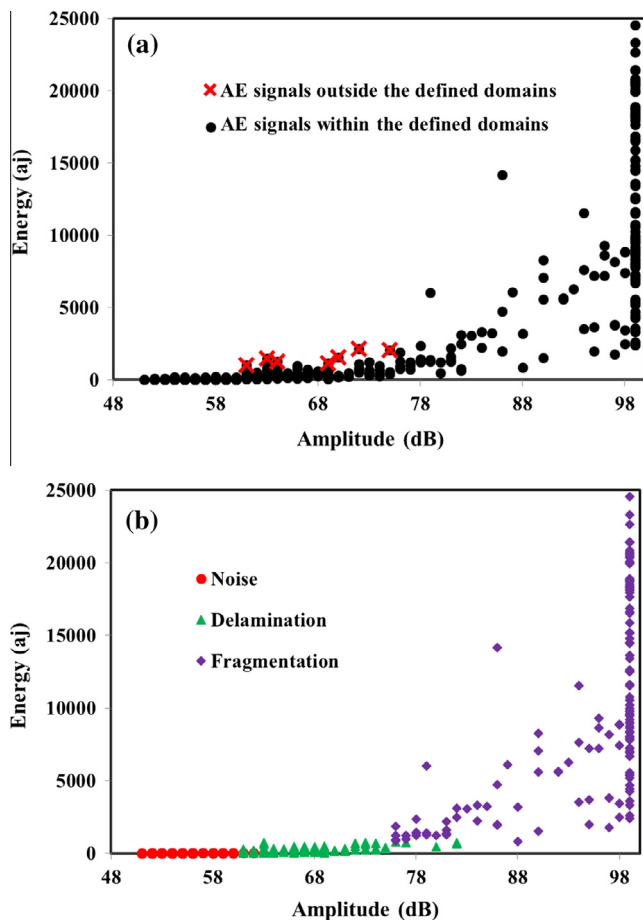 (a)
25000
20000
15000
10000
5000
0
Energy (aj)
AE signals outside the defined domains
AE signals within the defined domains
48 58 68 78 88 98
Amplitude (dB)
(b)
25000
20000
15000
10000
5000
0
Energy (aj)
Noise
Delamination
Fragmentation
48 58 68 78 88 98
Amplitude (dB)